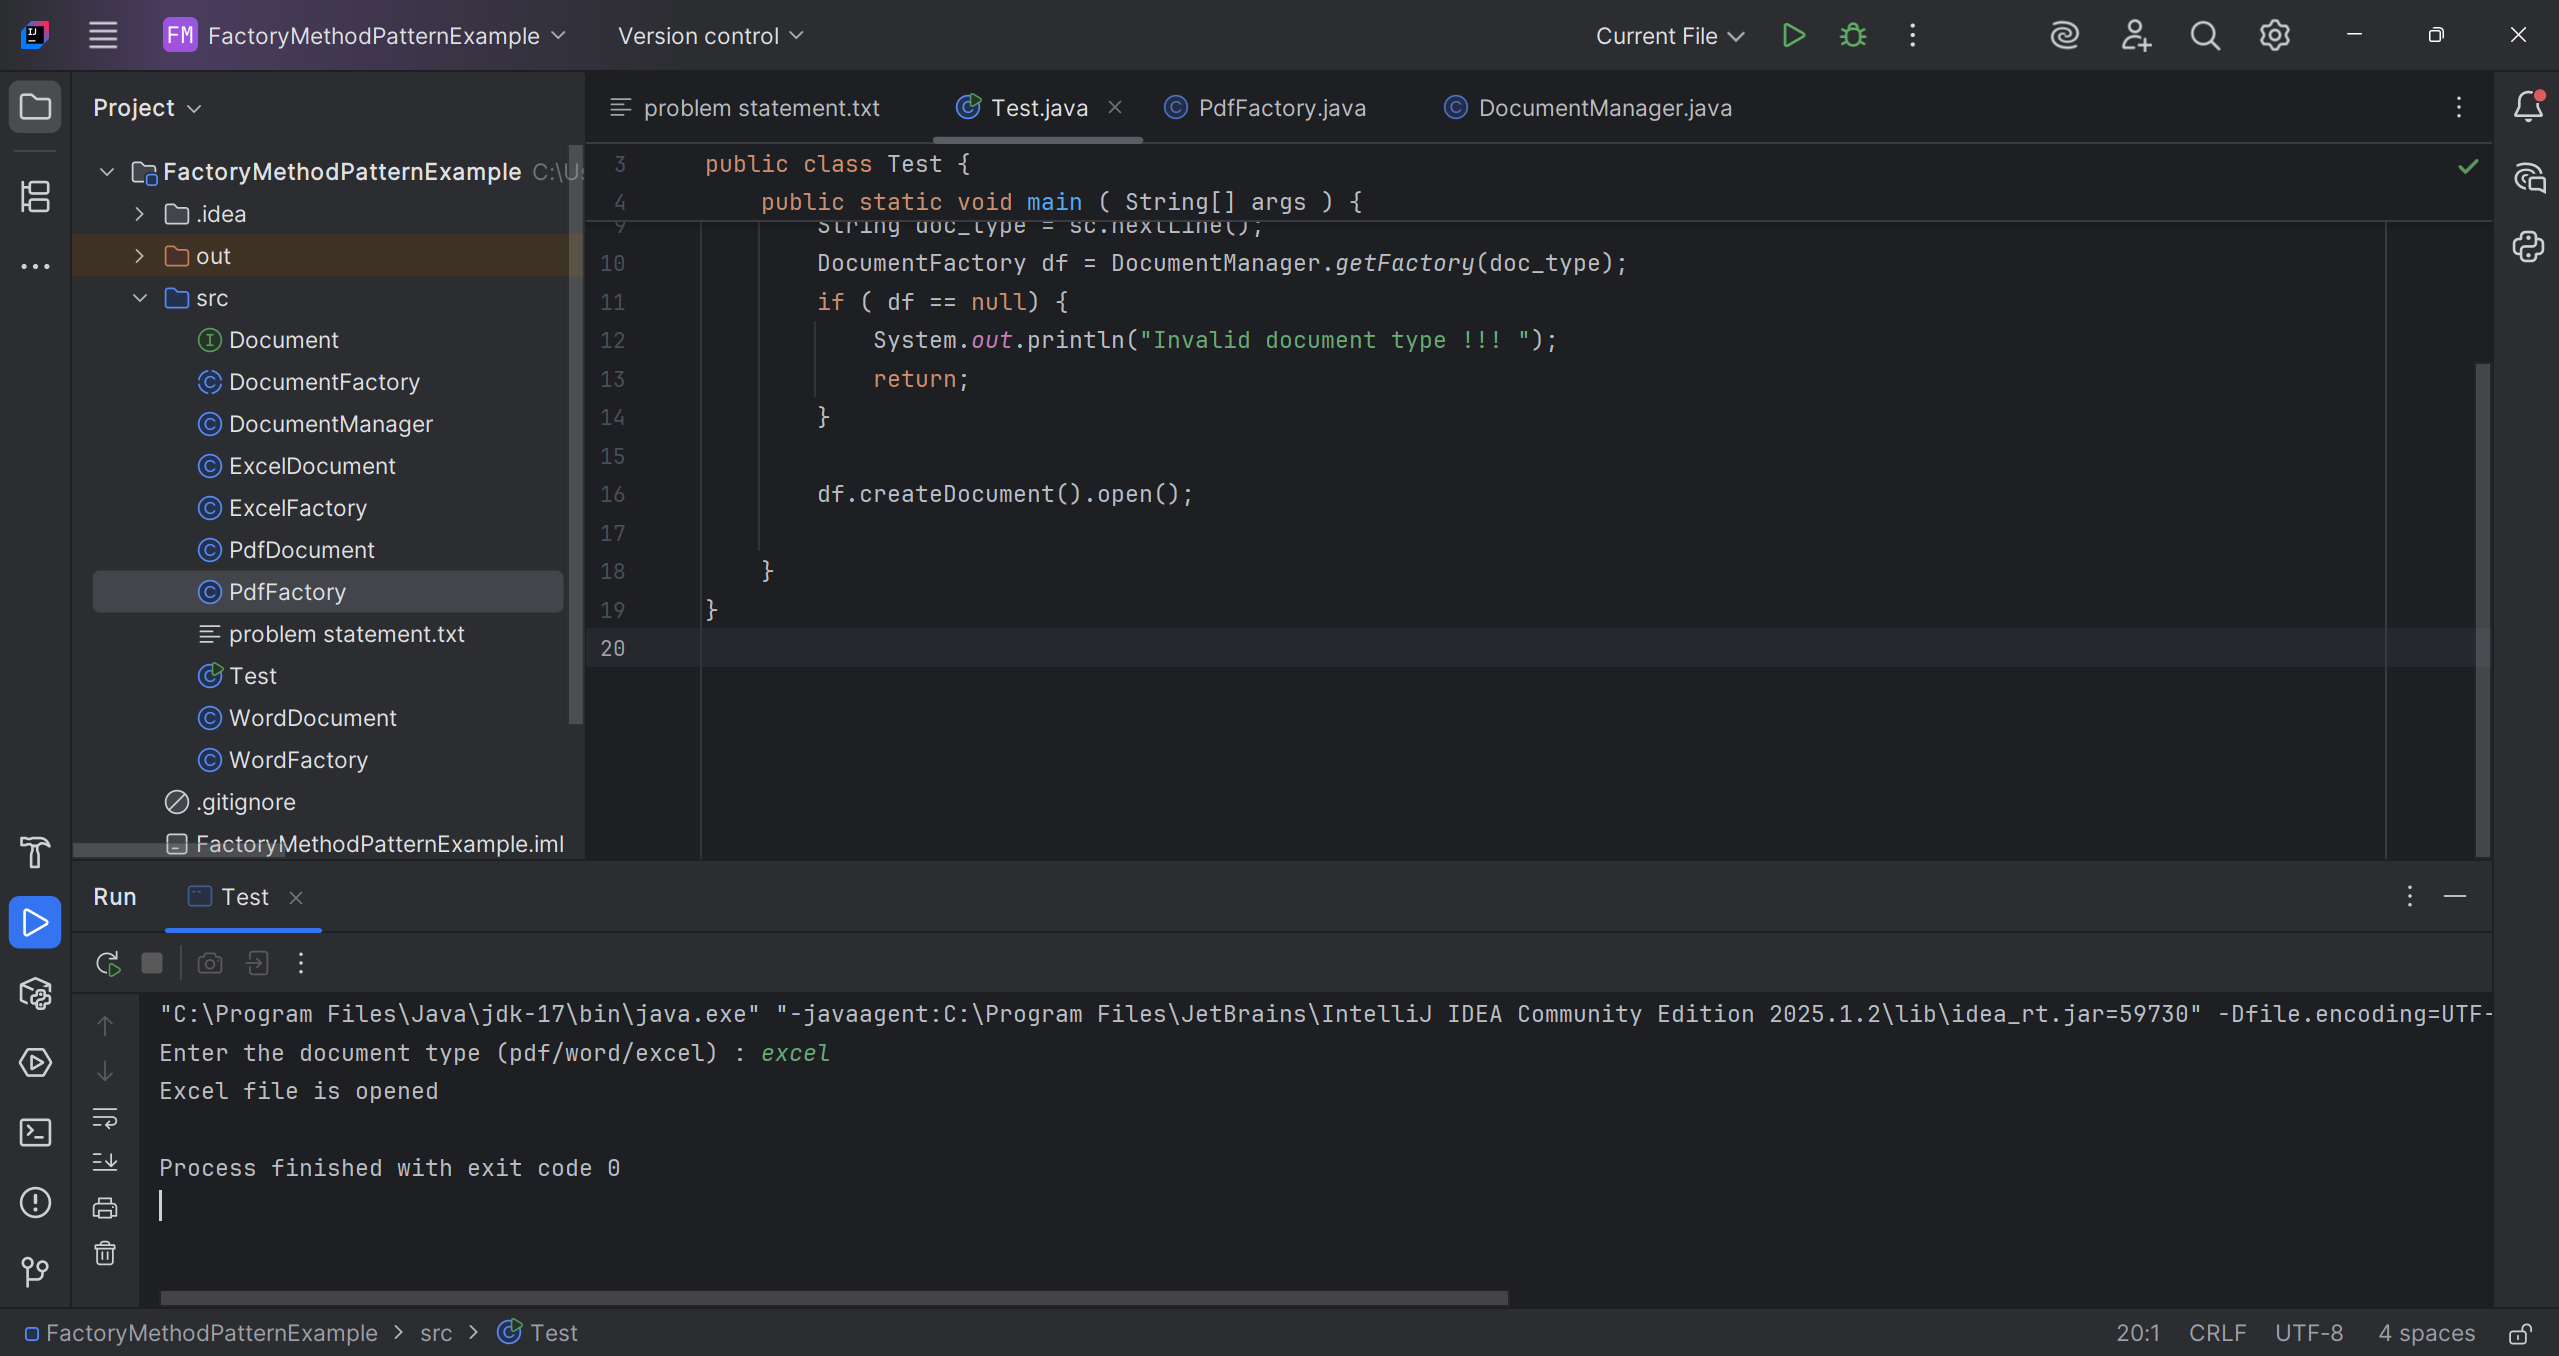 FM FactoryMethodPatternExample Version control Current File
Project
problem statement.txt Test.java PdfFactory.java DocumentManager.java
FactoryMethodPatternExample C:\Us
.idea
out
src
Document
DocumentFactory
DocumentManager
ExcelDocument
ExcelFactory
PdfDocument
PdfFactory
problem statement.txt
Test
WordDocument
WordFactory
.gitignore
FactoryMethodPatternExample.iml
3 public class Test {
4 public static void main ( String[] args ) {
9 String doc_type = sc.nextLine();
10 DocumentFactory df = DocumentManager.getFactory(doc_type);
11 if ( df == null) {
12 System.out.println("Invalid document type !!! ");
13 return;
14 }
15
16 df.createDocument().open();
17
18 }
19 }
20
Run Test
"C:\Program Files\Java\jdk-17\bin\java.exe" "-javaagent:C:\Program Files\JetBrains\IntelliJ IDEA Community Edition 2025.1.2\lib\idea_rt.jar=59730" -Dfile.encoding=UTF-
Enter the document type (pdf/word/excel) : excel
Excel file is opened
Process finished with exit code 0
FactoryMethodPatternExample > src > Test 20:1 CRLF UTF-8 4 spaces